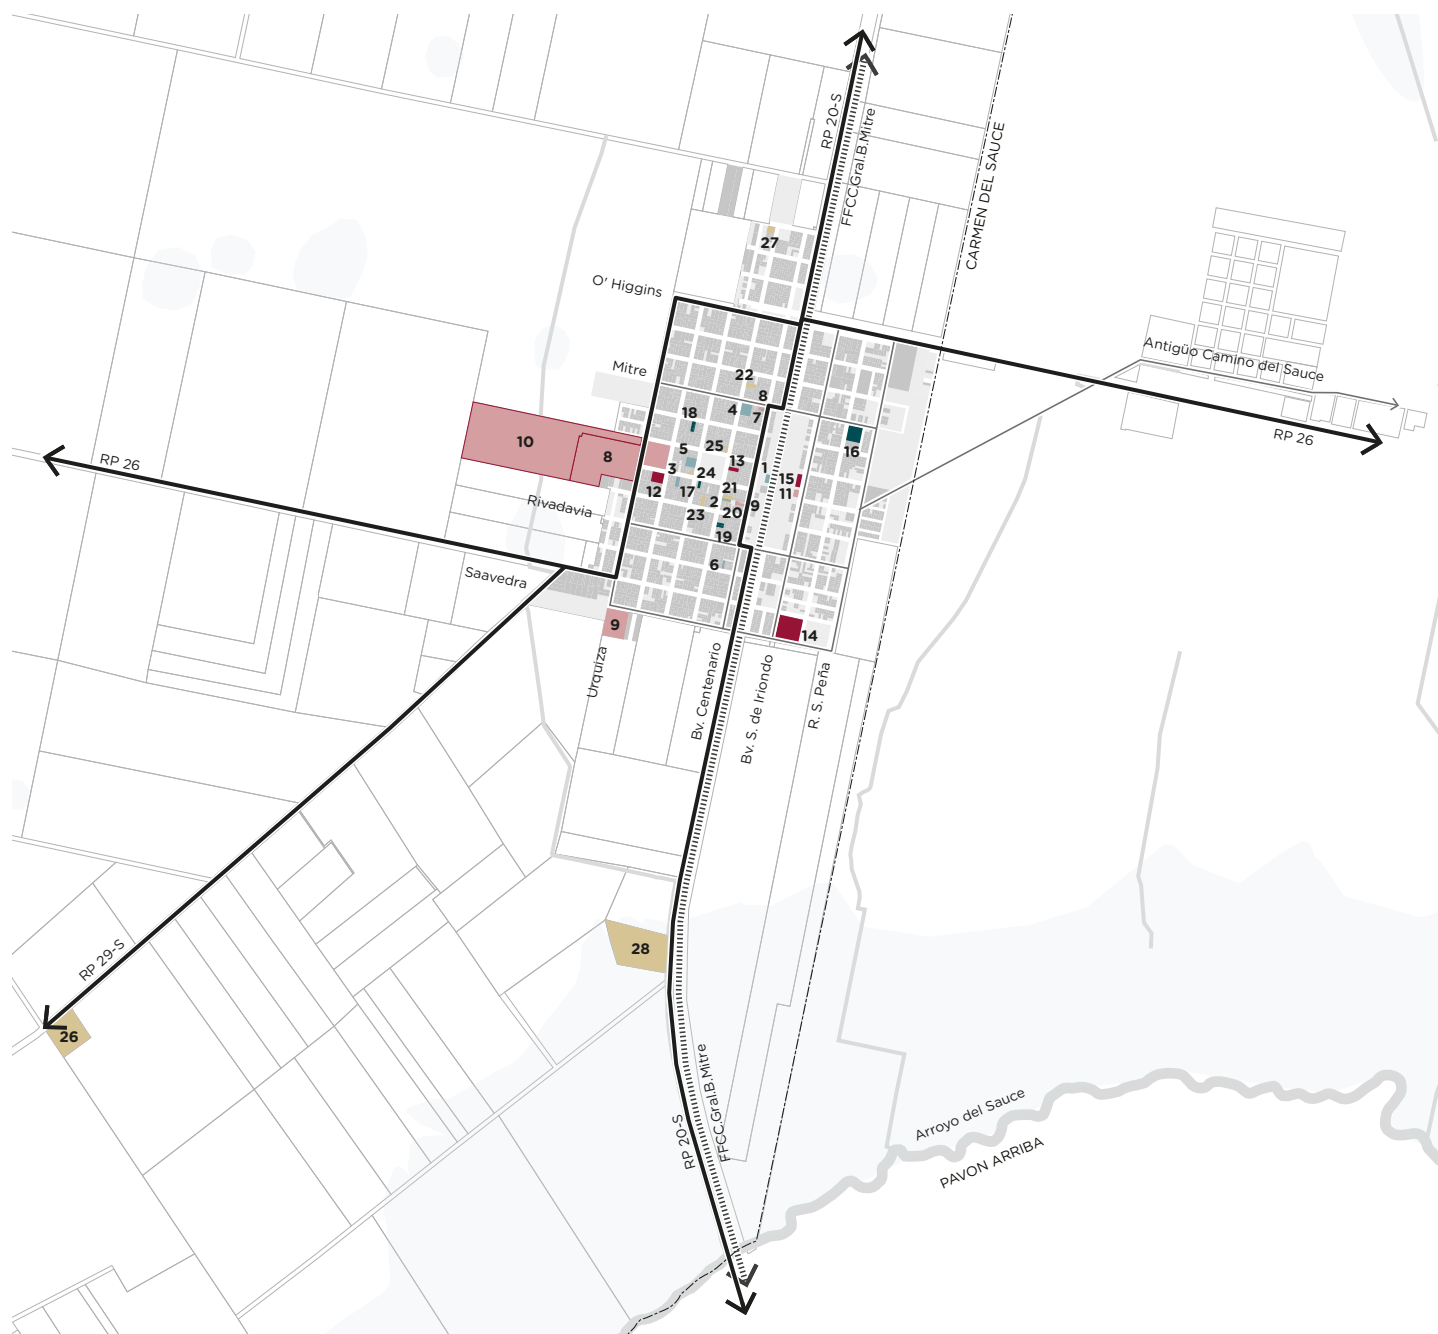 RP 20-S
FFCC.Gral.B.Mitre
CARMEN DEL SAUCE
27
O' Higgins
Antigüo Camino del Sauce
Mitre
22
8
4
7
18
RP 26
16
10
8
5
25
3
13
1
24
15
RP 26
12
17
21
11
2
9
Rivadavia
23
20
19
6
Saavedra
9
14
Urquiza
Bv. Centenario
Bv. S. de Iriondo
R. S. Peña
28
RP 29-S
26
RP 20-S
FFCC.Gral.B.Mitre
Arroyo del Sauce
PAVON ARRIBA